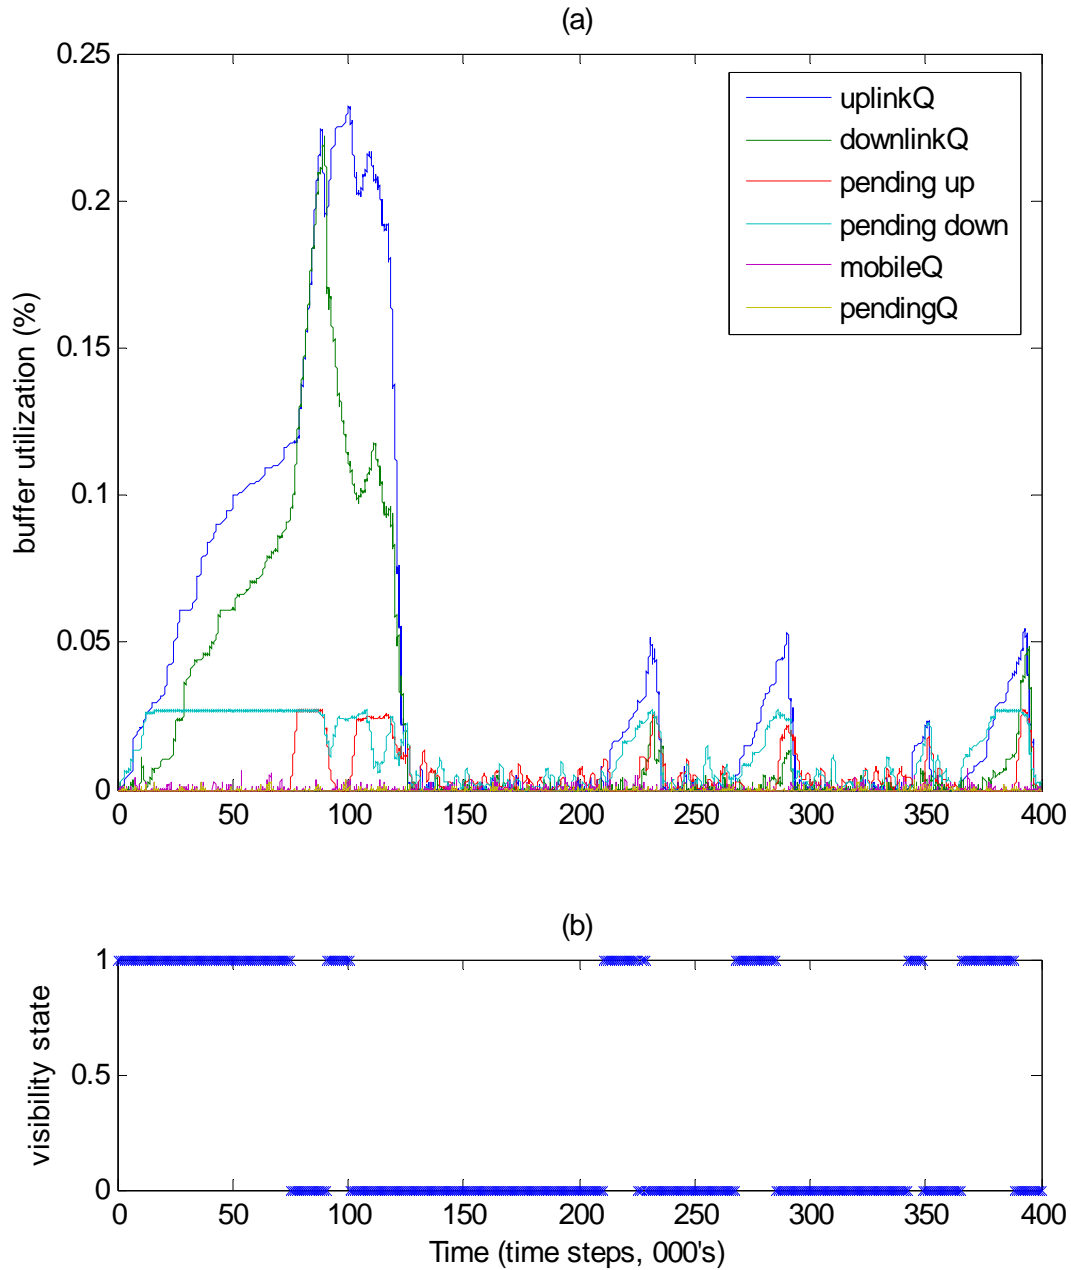 (a)
0.25
0.2
0.15
0.1
0.05
0
buffer utilization (%)
uplinkQ
downlinkQ
pending up
pending down
mobileQ
pendingQ
0 50 100 150 200 250 300 350 400
(b)
1
0.5
0
visibility state
0 50 100 150 200 250 300 350 400
Time (time steps, 000's)